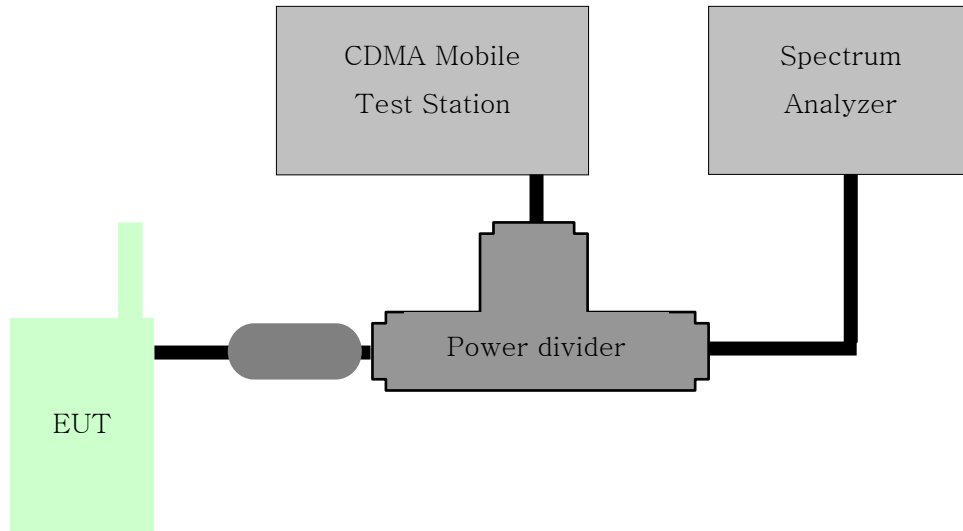 CDMA Mobile
Test Station
Spectrum
Analyzer
Power divider
EUT